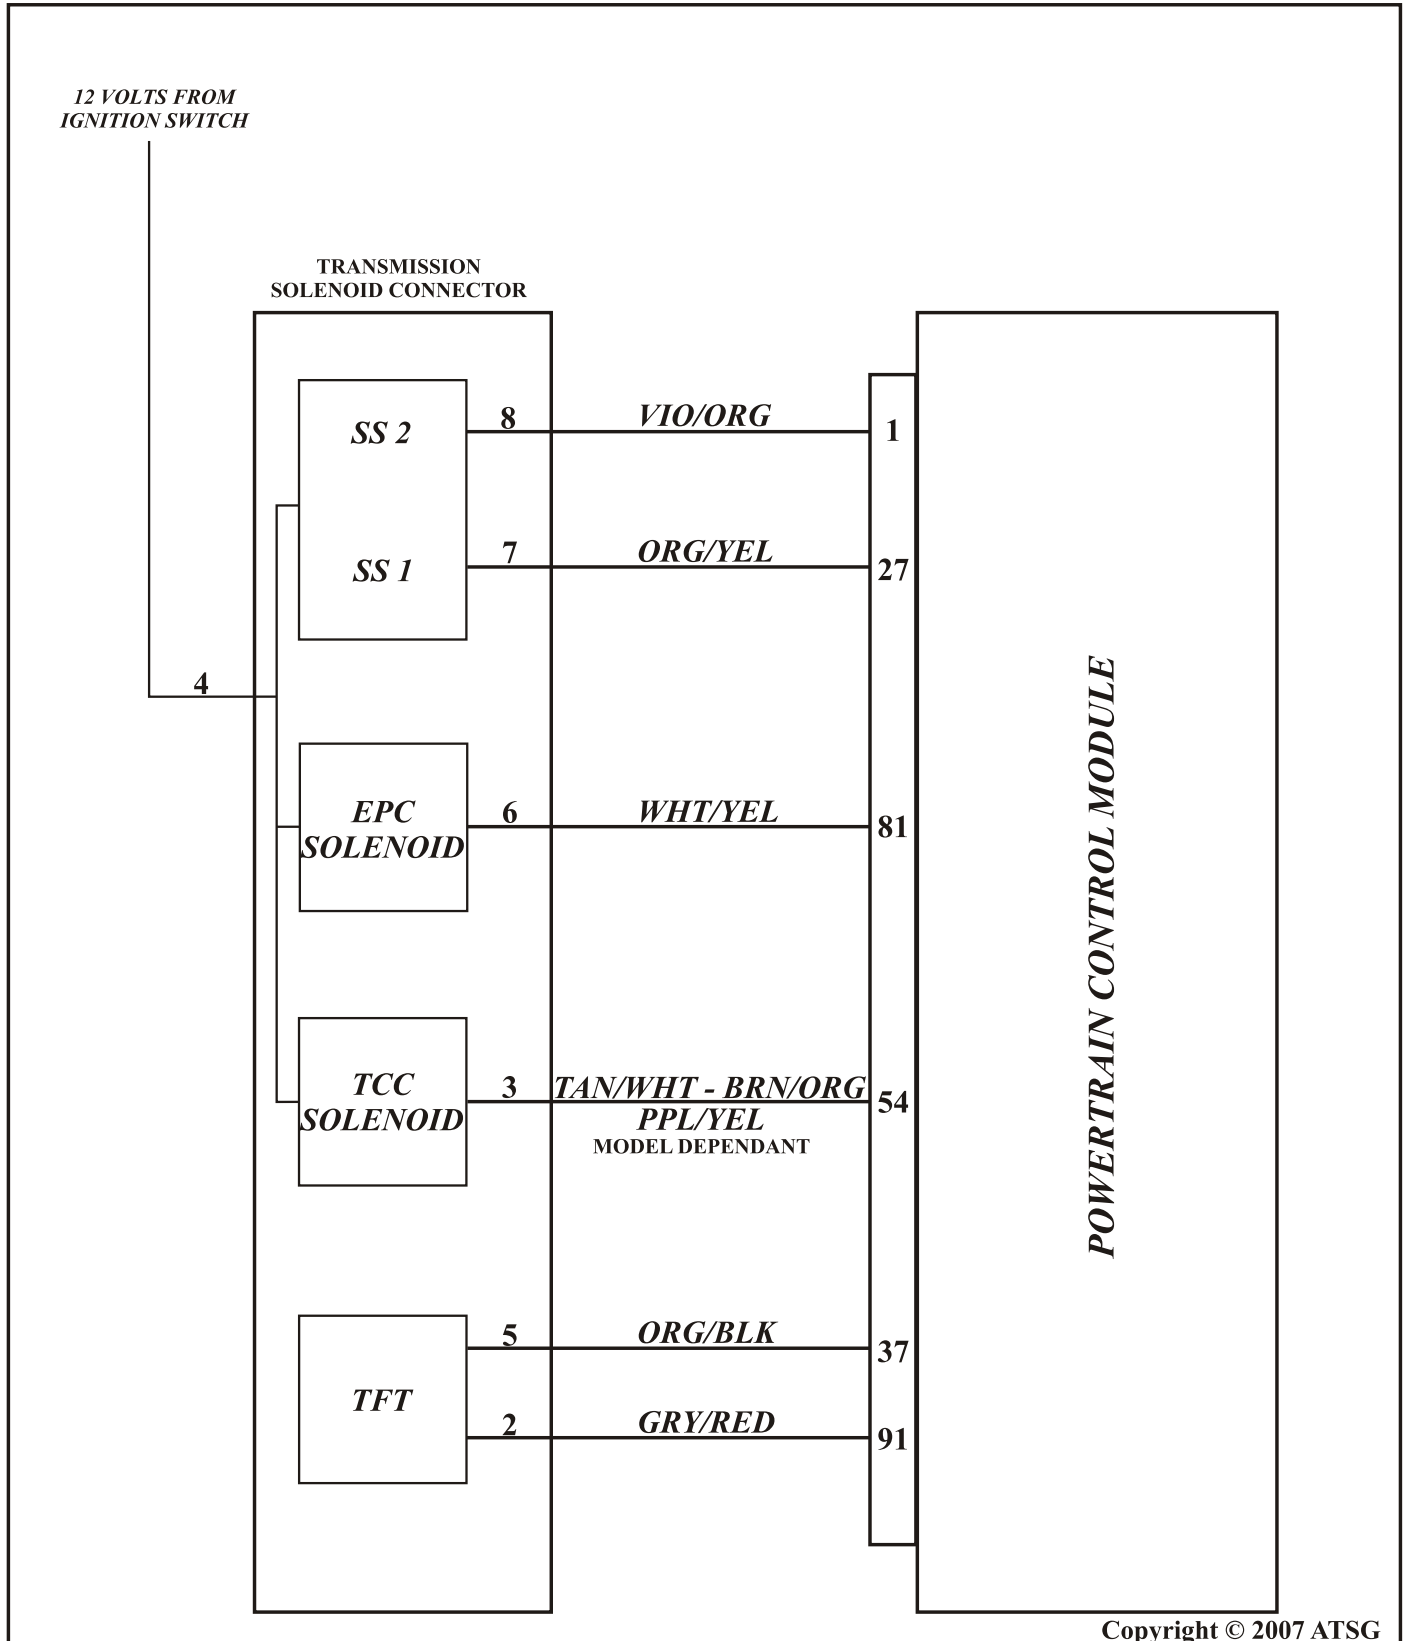 12 VOLTS FROM
IGNITION SWITCH
TRANSMISSION
SOLENOID CONNECTOR
SS 2
8
VIO/ORG
1
SS 1
7
ORG/YEL
27
4
EPC
SOLENOID
6
WHT/YEL
81
TCC
SOLENOID
3
TAN/WHT - BRN/ORG
PPL/YEL
MODEL DEPENDANT
54
TFT
5
ORG/BLK
37
2
GRY/RED
91
POWERTRAIN CONTROL MODULE
Copyright © 2007 ATSG